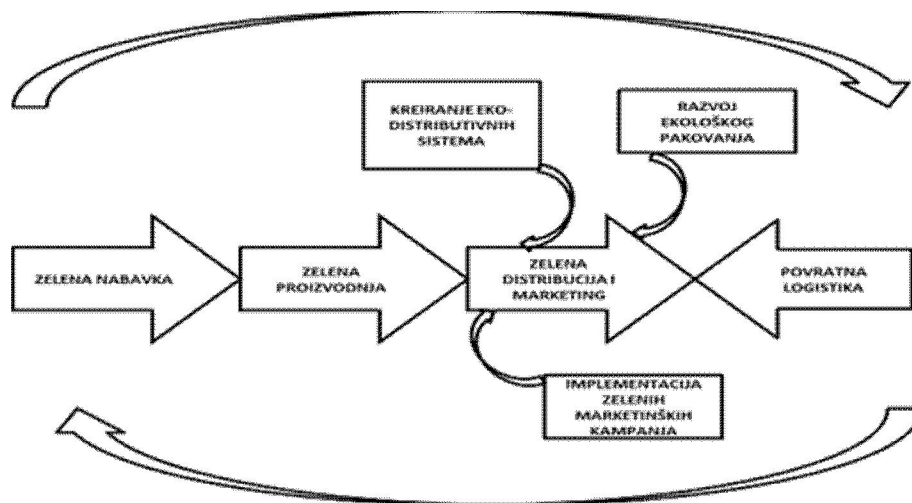 KREIRANJE EKO-
DISTRIBUTIVNIH
SISTEMA
RAZVOJ
EKOLOŠKOG
PAKOVANJA
ZELENA NABAVKA
ZELENA
PROIZVODNJA
ZELENA
DISTRIBUCIJA I
MARKETING
POVRATNA
LOGISTIKA
IMPLEMENTACIJA
ZELENIH
MARKETINŠKIH
KAMPANJA